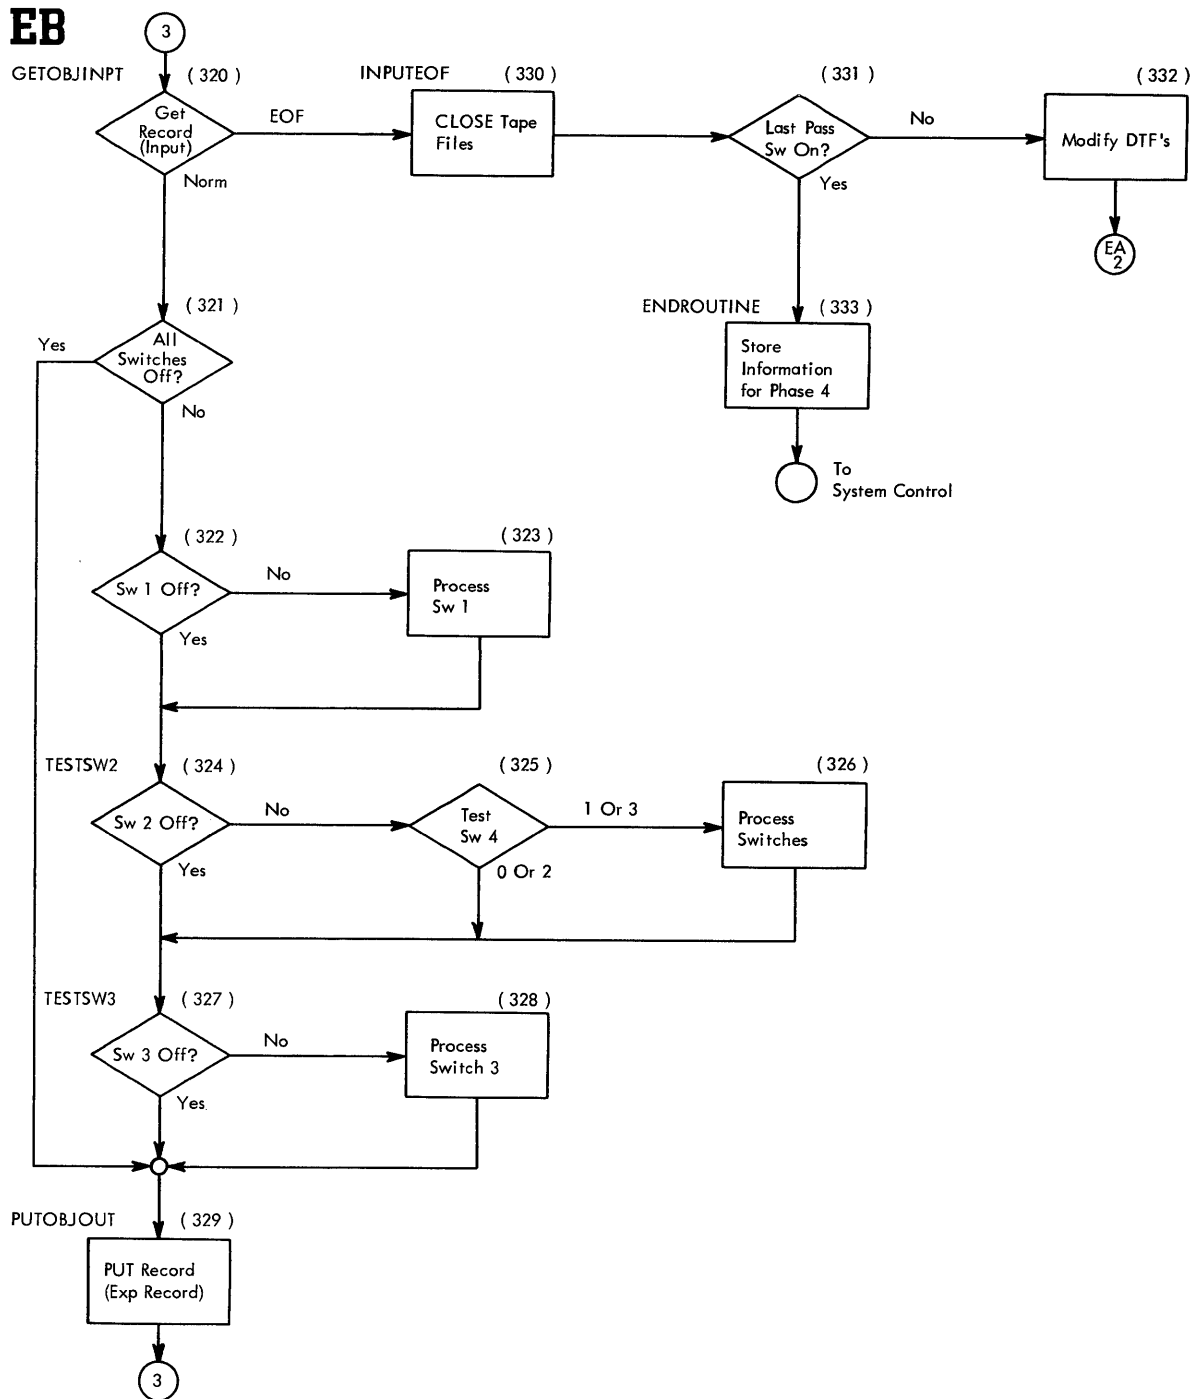 EB
3
GETOBJINPT
(320)
Get
Record
(Input)
EOF
Norm
INPUTEOF
(330)
CLOSE Tape
Files
(331)
Last Pass
Sw On?
No
Yes
(332)
Modify DTF's
EA
2
ENDROUTINE
(333)
Store
Information
for Phase 4
To
System Control
(321)
All
Switches
Off?
Yes
No
(322)
Sw 1 Off?
No
Yes
(323)
Process
Sw 1
TESTSW2
(324)
Sw 2 Off?
No
Yes
(325)
Test
Sw 4
1 Or 3
0 Or 2
(326)
Process
Switches
TESTSW3
(327)
Sw 3 Off?
No
Yes
(328)
Process
Switch 3
PUTOBJOUT
(329)
PUT Record
(Exp Record)
3